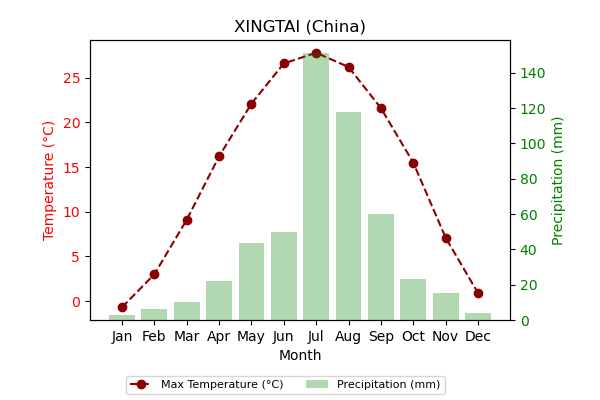 XINGTAI (China)
Temperature (°C)
25
20
15
10
5
0
140
120
100
80
60
40
20
0
Precipitation (mm)
Jan Feb Mar Apr May Jun Jul Aug Sep Oct Nov Dec
Month
Max Temperature (°C) Precipitation (mm)